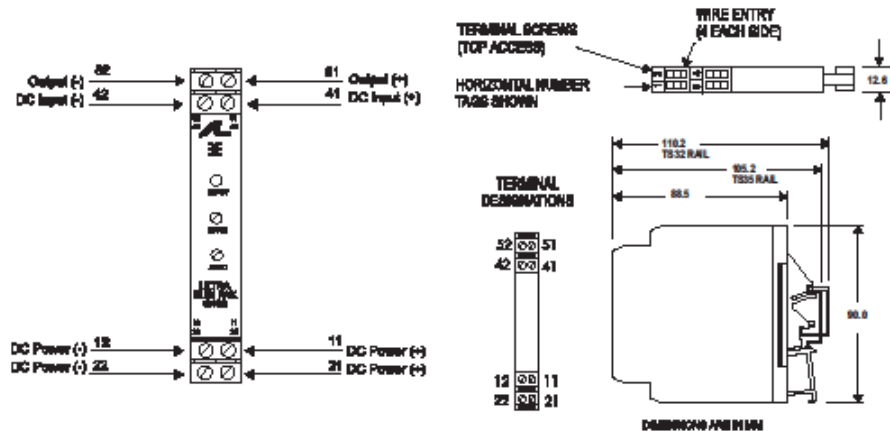 Output (-) 52
DC Input (-) 42
51 Output (+)
41 DC Input (+)
DC Power (-) 12
DC Power (-) 22
11 DC Power (+)
21 DC Power (+)
TERMINAL SCREWS
(TOP ACCESS)
WIRE ENTRY
(4 EACH SIDE)
HORIZONTAL NUMBER
TAGS SHOWN
12.6
110.2
TS32 RAIL
105.2
TS35 RAIL
88.5
TERMINAL
DESIGNATIONS
52 51
42 41
12 11
22 21
90.0
DIMENSIONS ARE IN MM